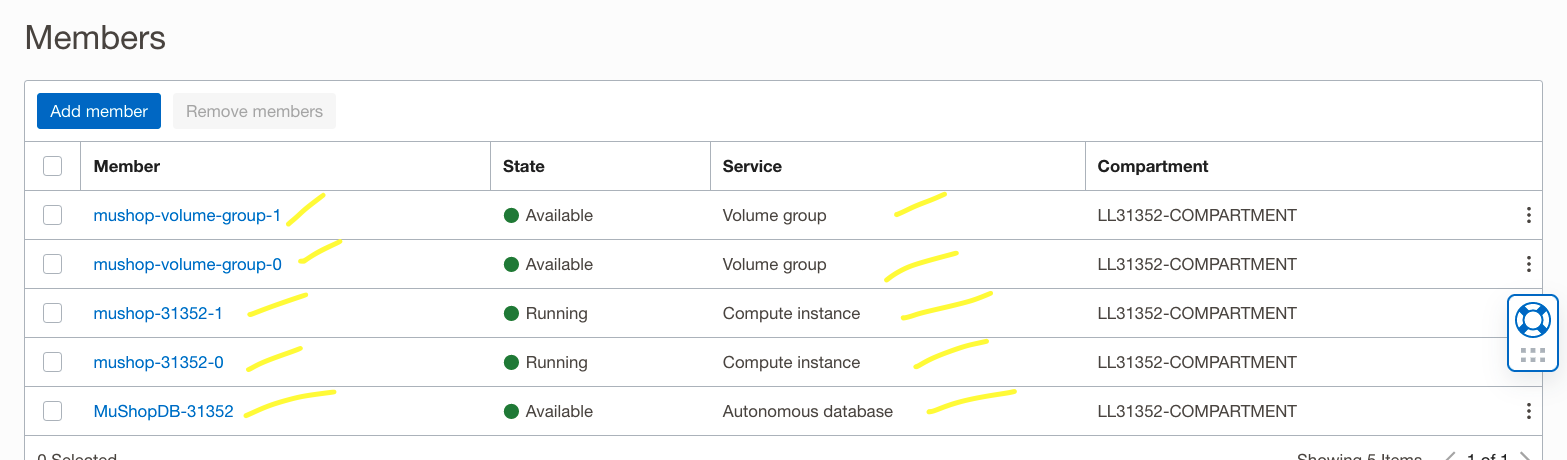 Members
Add member Remove members
Member State Service Compartment
mushop-volume-group-1 Available Volume group LL31352-COMPARTMENT
mushop-volume-group-0 Available Volume group LL31352-COMPARTMENT
mushop-31352-1 Running Compute instance LL31352-COMPARTMENT
mushop-31352-0 Running Compute instance LL31352-COMPARTMENT
MuShopDB-31352 Available Autonomous database LL31352-COMPARTMENT
0 Selected Showing 5 Items 1 of 1